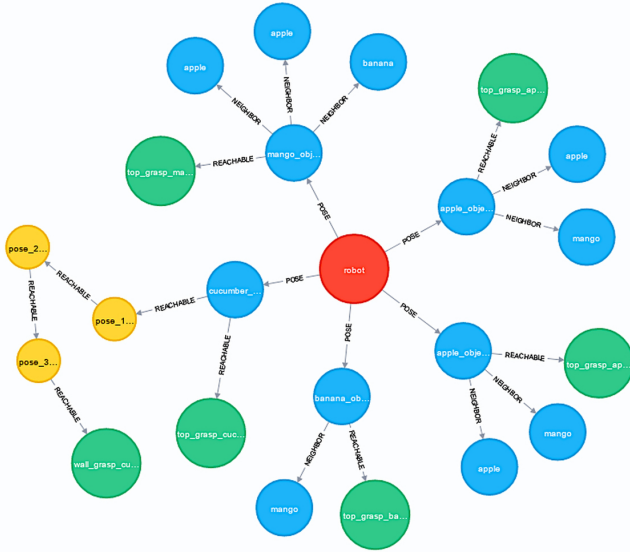 apple
apple
banana
NEIGHBOR
NEIGHBOR
NEIGHBOR
mango_obj...
REACHABLE
top_grasp_ma...
POSE
top_grasp_ap...
REACHABLE
apple
NEIGHBOR
apple_obje...
NEIGHBOR
mango
POSE
robot
POSE
cucumber_...
REACHABLE
pose_1...
REACHABLE
pose_2...
REACHABLE
pose_3...
REACHABLE
wall_grasp_cu...
REACHABLE
top_grasp_cuc...
POSE
banana_ob...
NEIGHBOR
mango
REACHABLE
top_grasp_ba...
POSE
apple_obje...
REACHABLE
top_grasp_ap...
NEIGHBOR
mango
NEIGHBOR
apple